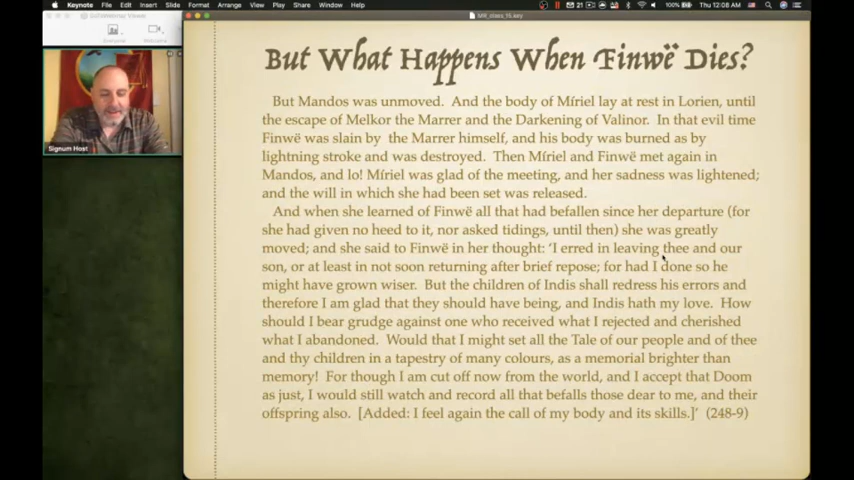 Keynote File Edit Insert Slide Format Arrange View Play Share Window Help 21 100% Thu 12:08 AM
GoToWebinar Viewer
MR_class_15.key
Signum Host
But What Happens When Finwë Dies?
But Mandos was unmoved. And the body of Míriel lay at rest in Lorien, until
the escape of Melkor the Marrer and the Darkening of Valinor. In that evil time
Finwë was slain by the Marrer himself, and his body was burned as by
lightning stroke and was destroyed. Then Míriel and Finwë met again in
Mandos, and lo! Míriel was glad of the meeting, and her sadness was lightened;
and the will in which she had been set was released.
And when she learned of Finwë all that had befallen since her departure (for
she had given no heed to it, nor asked tidings, until then) she was greatly
moved; and she said to Finwë in her thought: ‘I erred in leaving thee and our
son, or at least in not soon returning after brief repose; for had I done so he
might have grown wiser. But the children of Indis shall redress his errors and
therefore I am glad that they should have being, and Indis hath my love. How
should I bear grudge against one who received what I rejected and cherished
what I abandoned. Would that I might set all the Tale of our people and of thee
and thy children in a tapestry of many colours, as a memorial brighter than
memory! For though I am cut off now from the world, and I accept that Doom
as just, I would still watch and record all that befalls those dear to me, and their
offspring also. [Added: I feel again the call of my body and its skills.]’ (248-9)